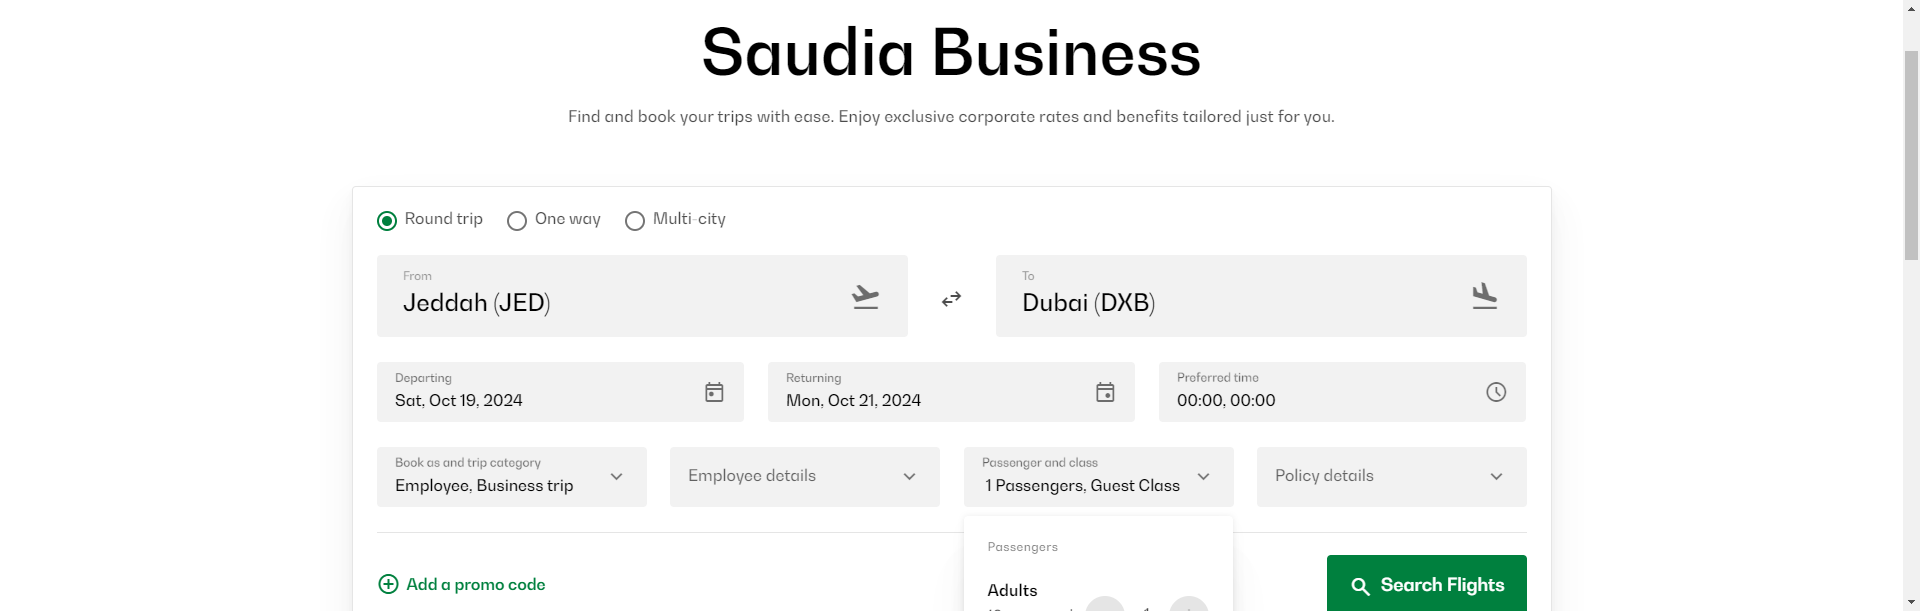 Saudia Business
Find and book your trips with ease. Enjoy exclusive corporate rates and benefits tailored just for you.
Round trip One way Multi-city
From
Jeddah (JED)
To
Dubai (DXB)
Departing
Sat, Oct 19, 2024
Returning
Mon, Oct 21, 2024
Preferred time
00:00, 00:00
Book as and trip category
Employee, Business trip
Employee details
Passenger and class
1 Passengers, Guest Class
Policy details
Passengers
Adults
Add a promo code
Search Flights